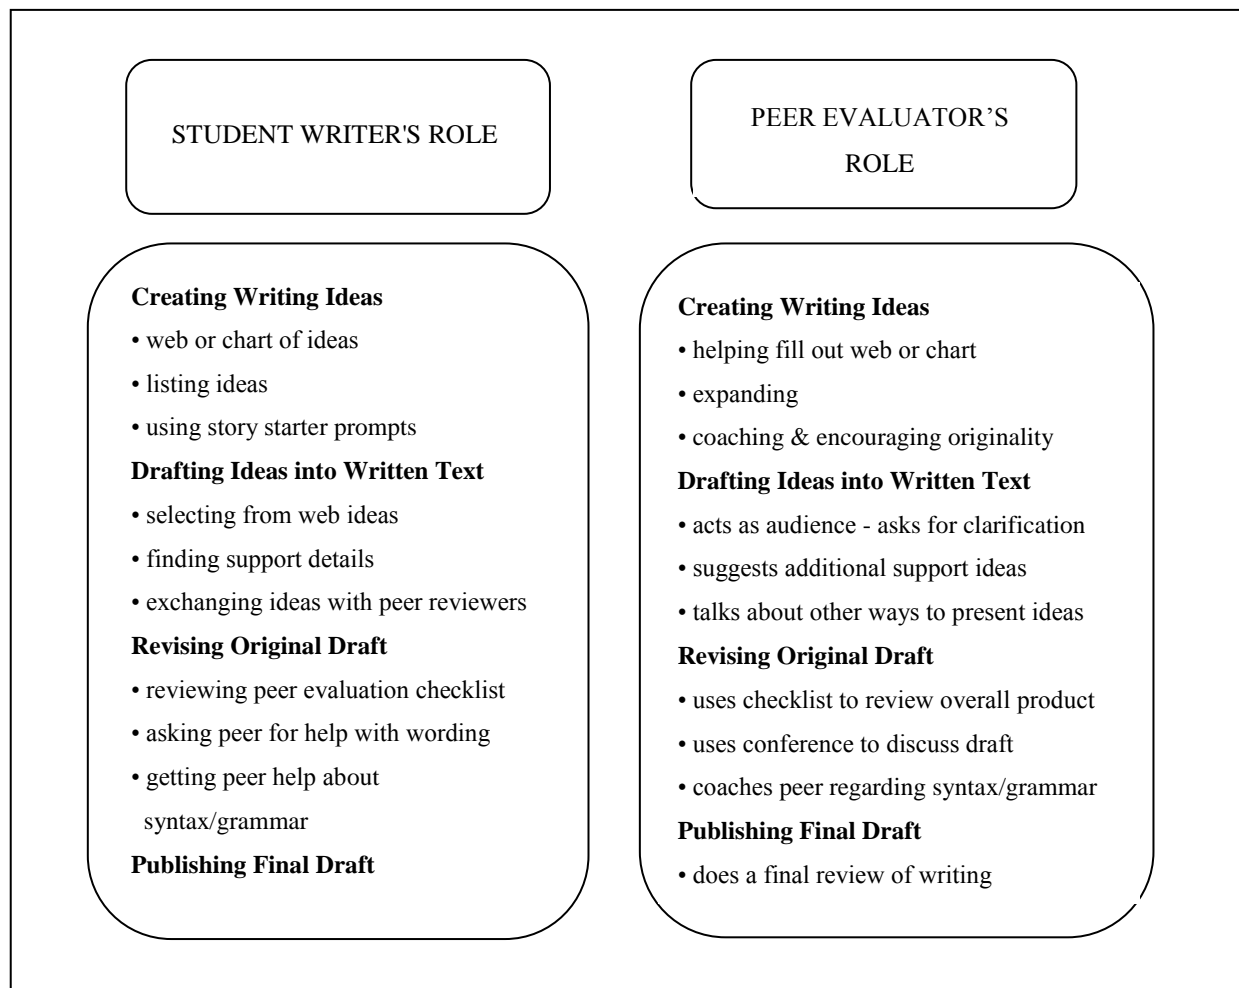 STUDENT WRITER'S ROLE
Creating Writing Ideas
• web or chart of ideas
• listing ideas
• using story starter prompts
Drafting Ideas into Written Text
• selecting from web ideas
• finding support details
• exchanging ideas with peer reviewers
Revising Original Draft
• reviewing peer evaluation checklist
• asking peer for help with wording
• getting peer help about
syntax/grammar
Publishing Final Draft
PEER EVALUATOR’S
ROLE
Creating Writing Ideas
• helping fill out web or chart
• expanding
• coaching & encouraging originality
Drafting Ideas into Written Text
• acts as audience - asks for clarification
• suggests additional support ideas
• talks about other ways to present ideas
Revising Original Draft
• uses checklist to review overall product
• uses conference to discuss draft
• coaches peer regarding syntax/grammar
Publishing Final Draft
• does a final review of writing